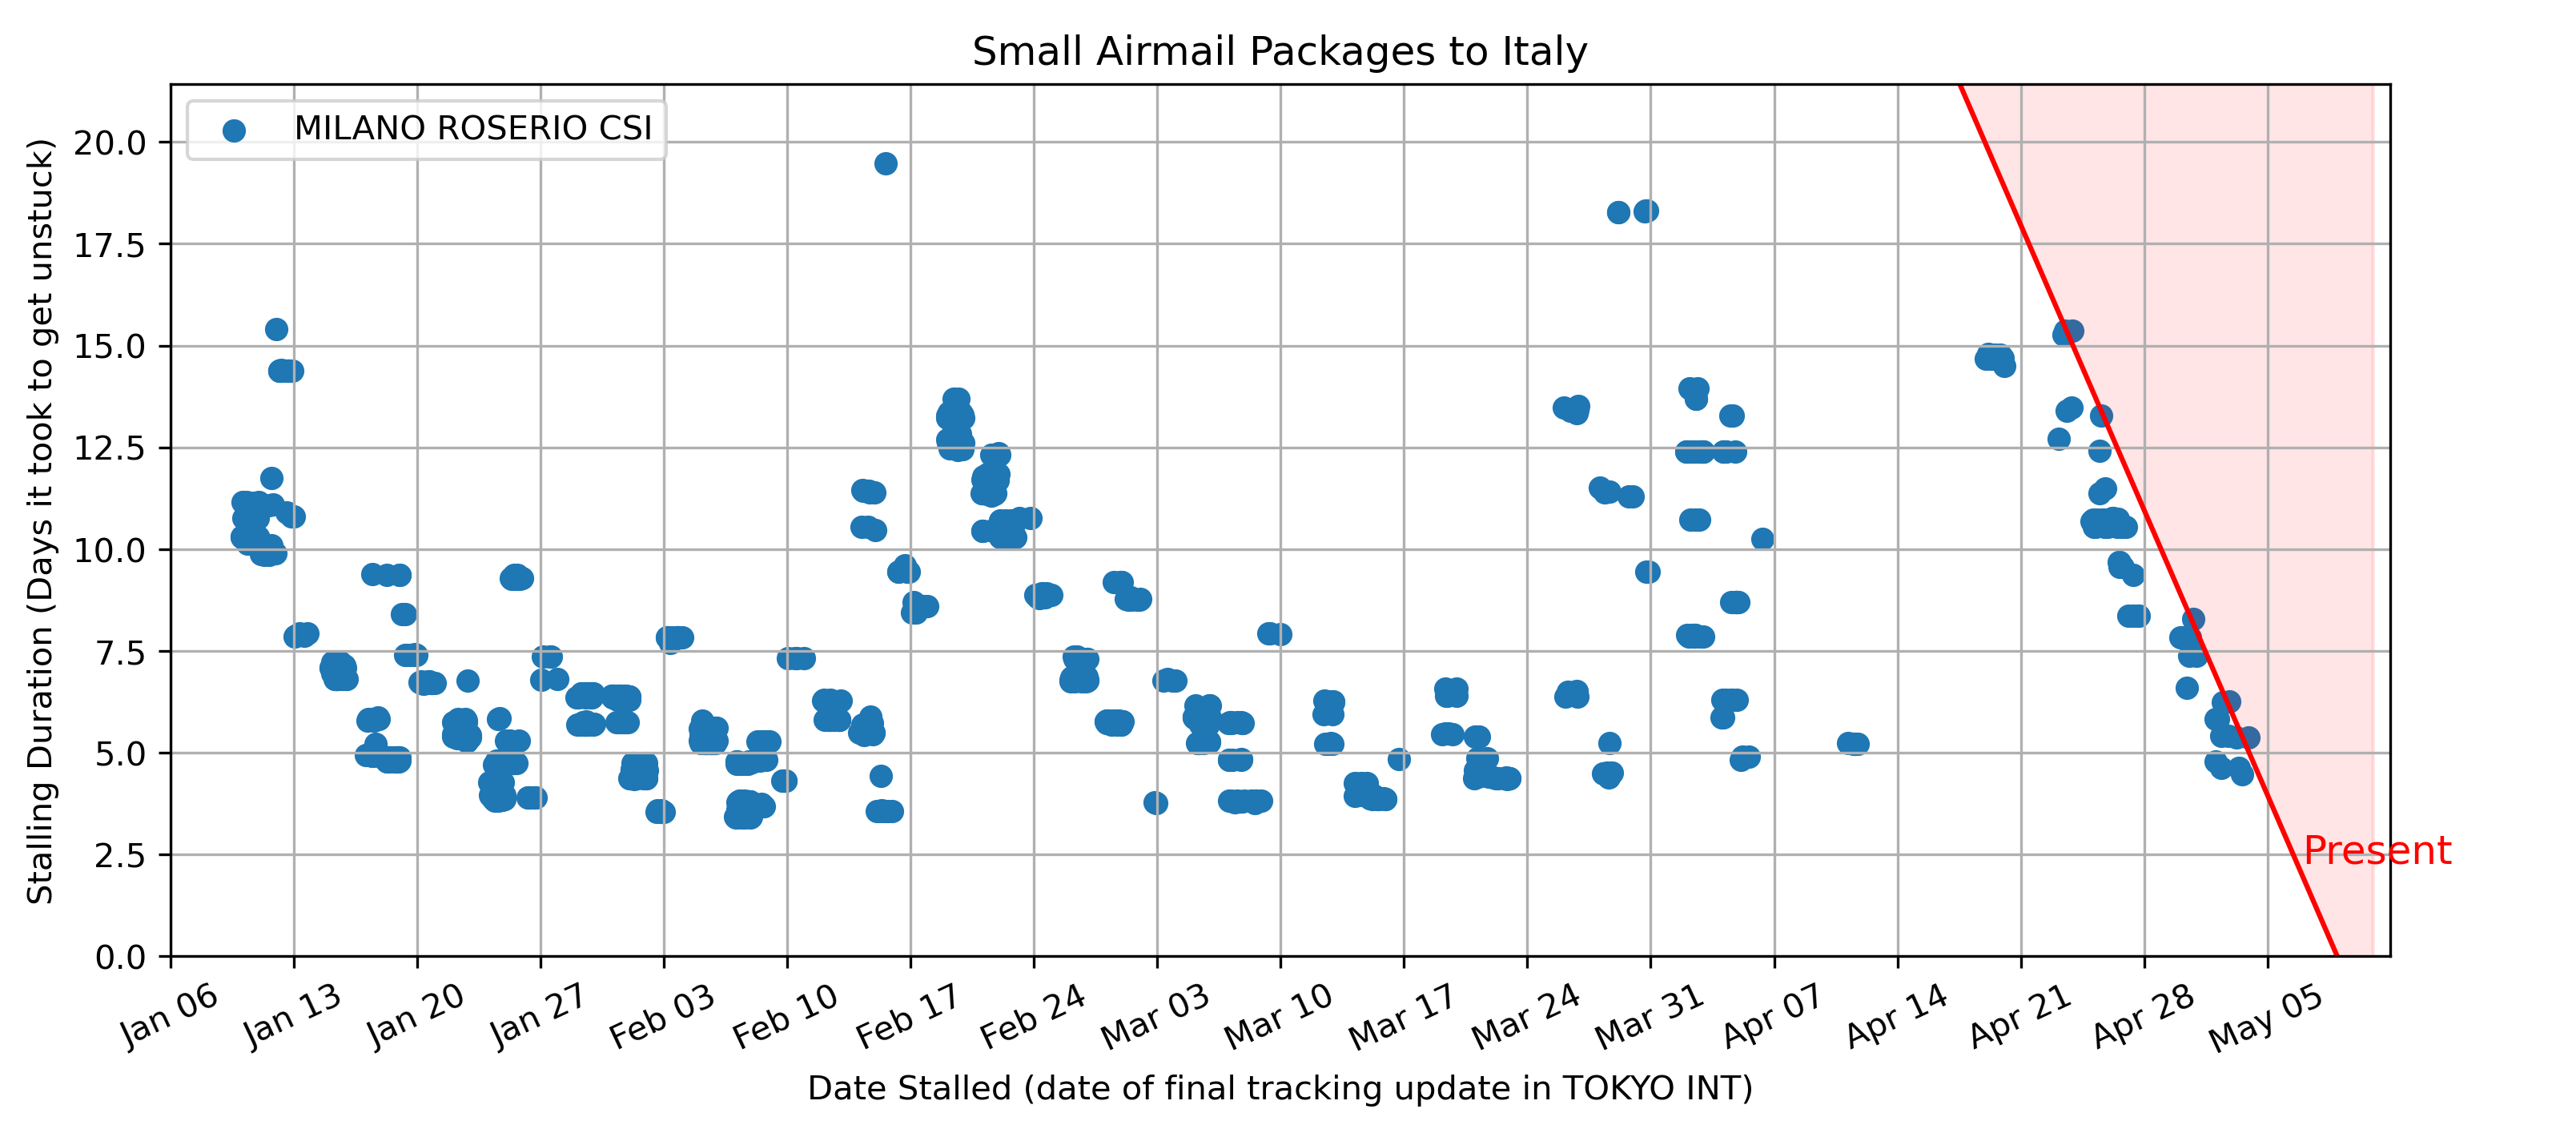 Small Airmail Packages to Italy
MILANO ROSERIO CSI
Stalling Duration (Days it took to get unstuck)
20.0
17.5
15.0
12.5
10.0
7.5
5.0
2.5
0.0
Present
Jan 06
Jan 13
Jan 20
Jan 27
Feb 03
Feb 10
Feb 17
Feb 24
Mar 03
Mar 10
Mar 17
Mar 24
Mar 31
Apr 07
Apr 14
Apr 21
Apr 28
May 05
Date Stalled (date of final tracking update in TOKYO INT)